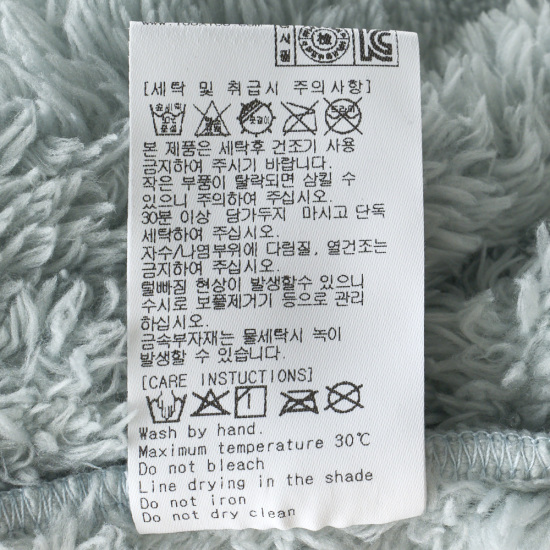 검
시
필
檢
[세탁 및 취급시 주의사항]
본 제품은 세탁후 건조기 사용
금지하여 주시기 바랍니다.
작은 부품이 탈락되면 삼킬 수
있으니 주의하여 주십시오.
30분 이상 담가두지 마시고 단독
세탁하여 주십시오.
자수/나염부위에 다림질, 열건조는
금지하여 주십시오.
털빠짐 현상이 발생할수 있으니
수시로 보풀제거기 등으로 관리
하십시오.
금속부자재는 물세탁시 녹이
발생할 수 있습니다.
[CARE INSTUCTIONS]
Wash by hand.
Maximum temperature 30℃
Do not bleach
Line drying in the shade
Do not iron
Do not dry clean